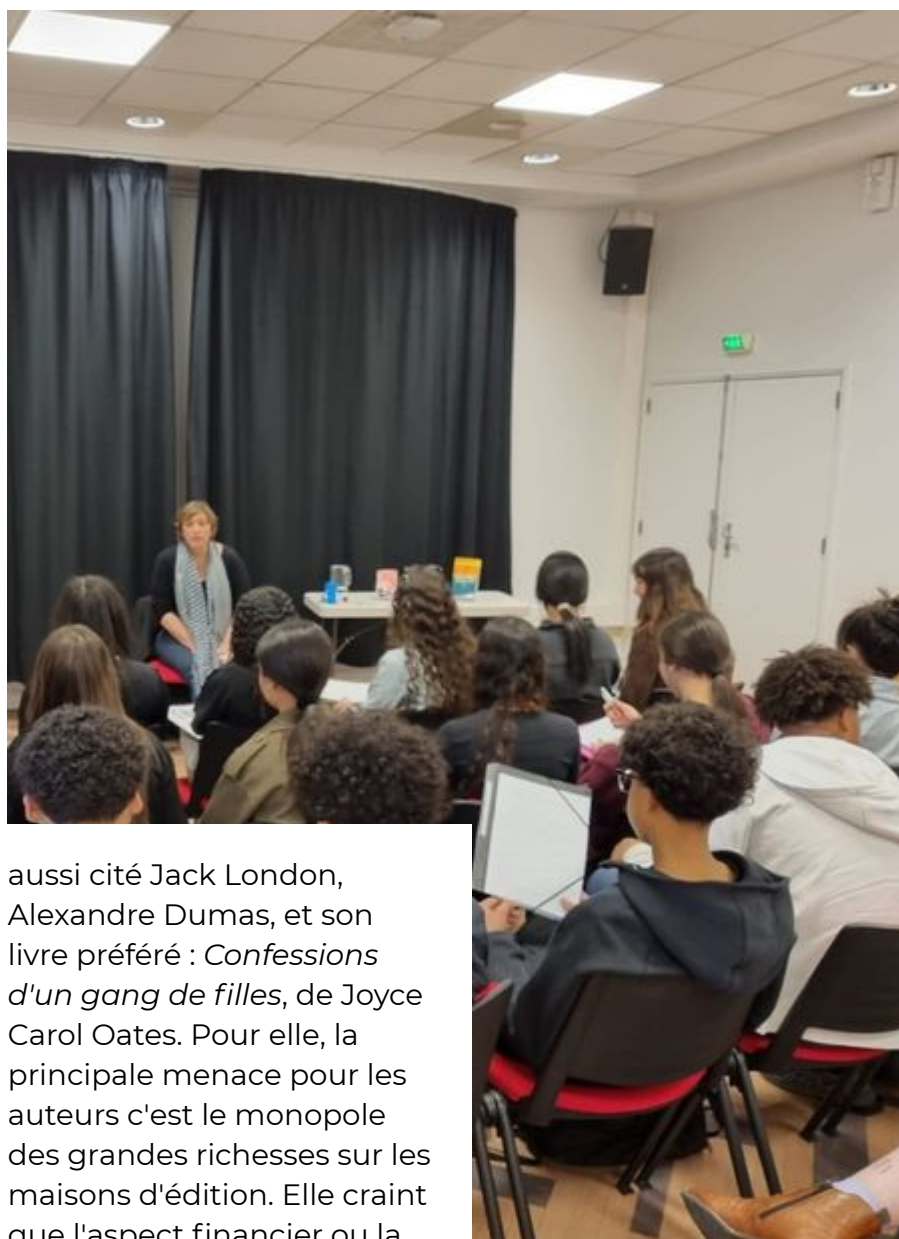 aussi cité Jack London,
Alexandre Dumas, et son
livre préféré : Confessions
d'un gang de filles, de Joyce
Carol Oates. Pour elle, la
principale menace pour les
auteurs c'est le monopole
des grandes richesses sur les
maisons d'édition. Elle craint
que l'aspect financier ou la